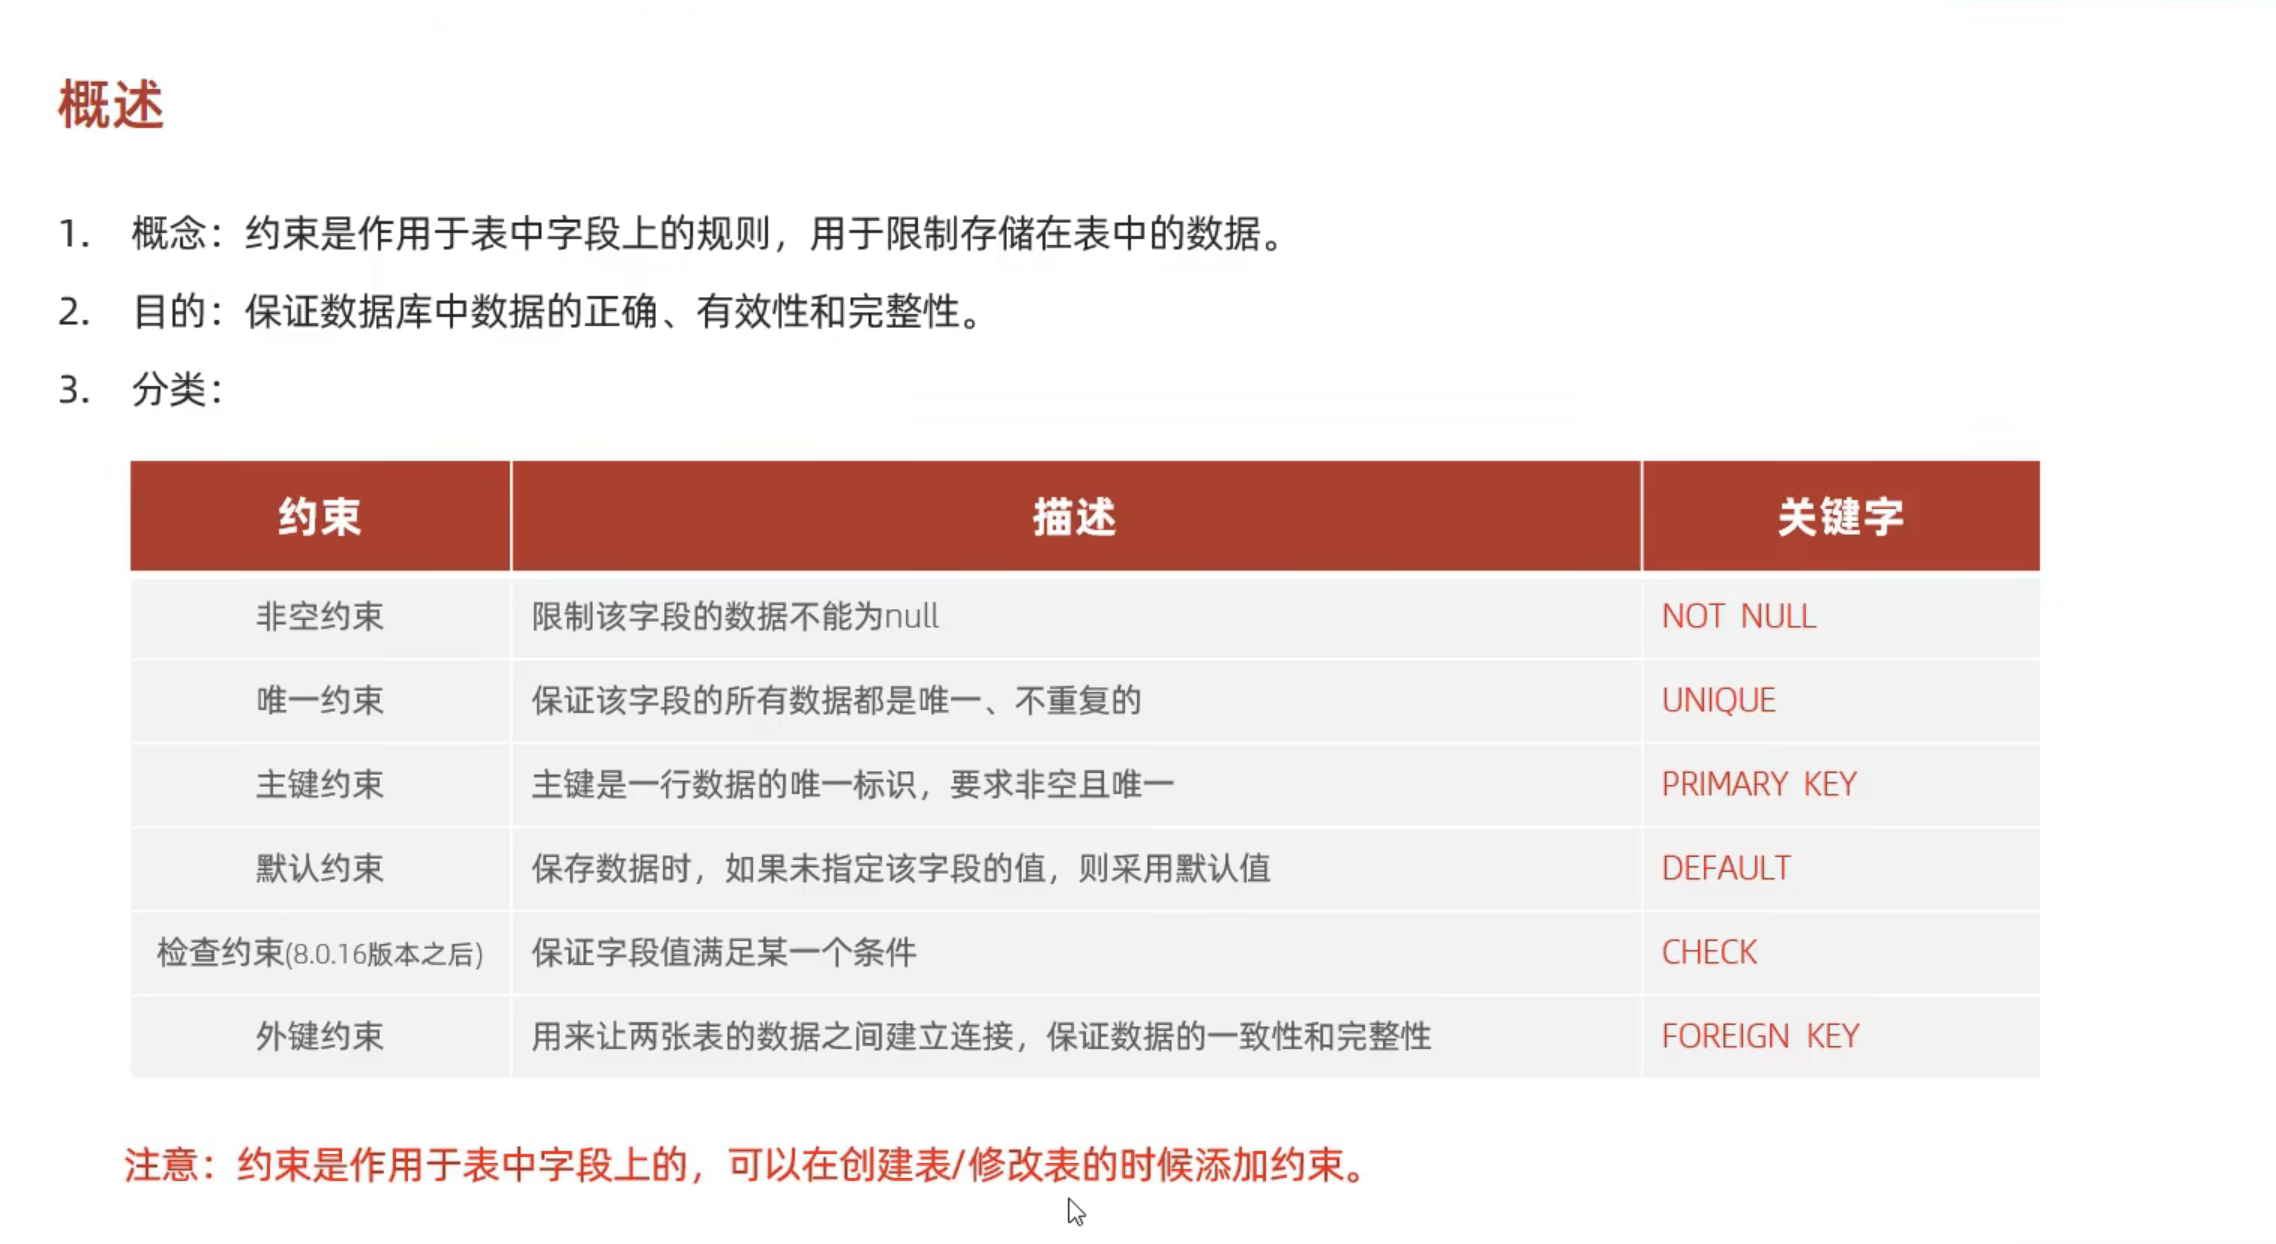 概述
1. 概念：约束是作用于表中字段上的规则，用于限制存储在表中的数据。
2. 目的：保证数据库中数据的正确、有效性和完整性。
3. 分类：
约束 描述 关键字
非空约束 限制该字段的数据不能为null NOT NULL
唯一约束 保证该字段的所有数据都是唯一、不重复的 UNIQUE
主键约束 主键是一行数据的唯一标识，要求非空且唯一 PRIMARY KEY
默认约束 保存数据时，如果未指定该字段的值，则采用默认值 DEFAULT
检查约束(8.0.16版本之后) 保证字段值满足某一个条件 CHECK
外键约束 用来让两张表的数据之间建立连接，保证数据的一致性和完整性 FOREIGN KEY
注意：约束是作用于表中字段上的，可以在创建表/修改表的时候添加约束。